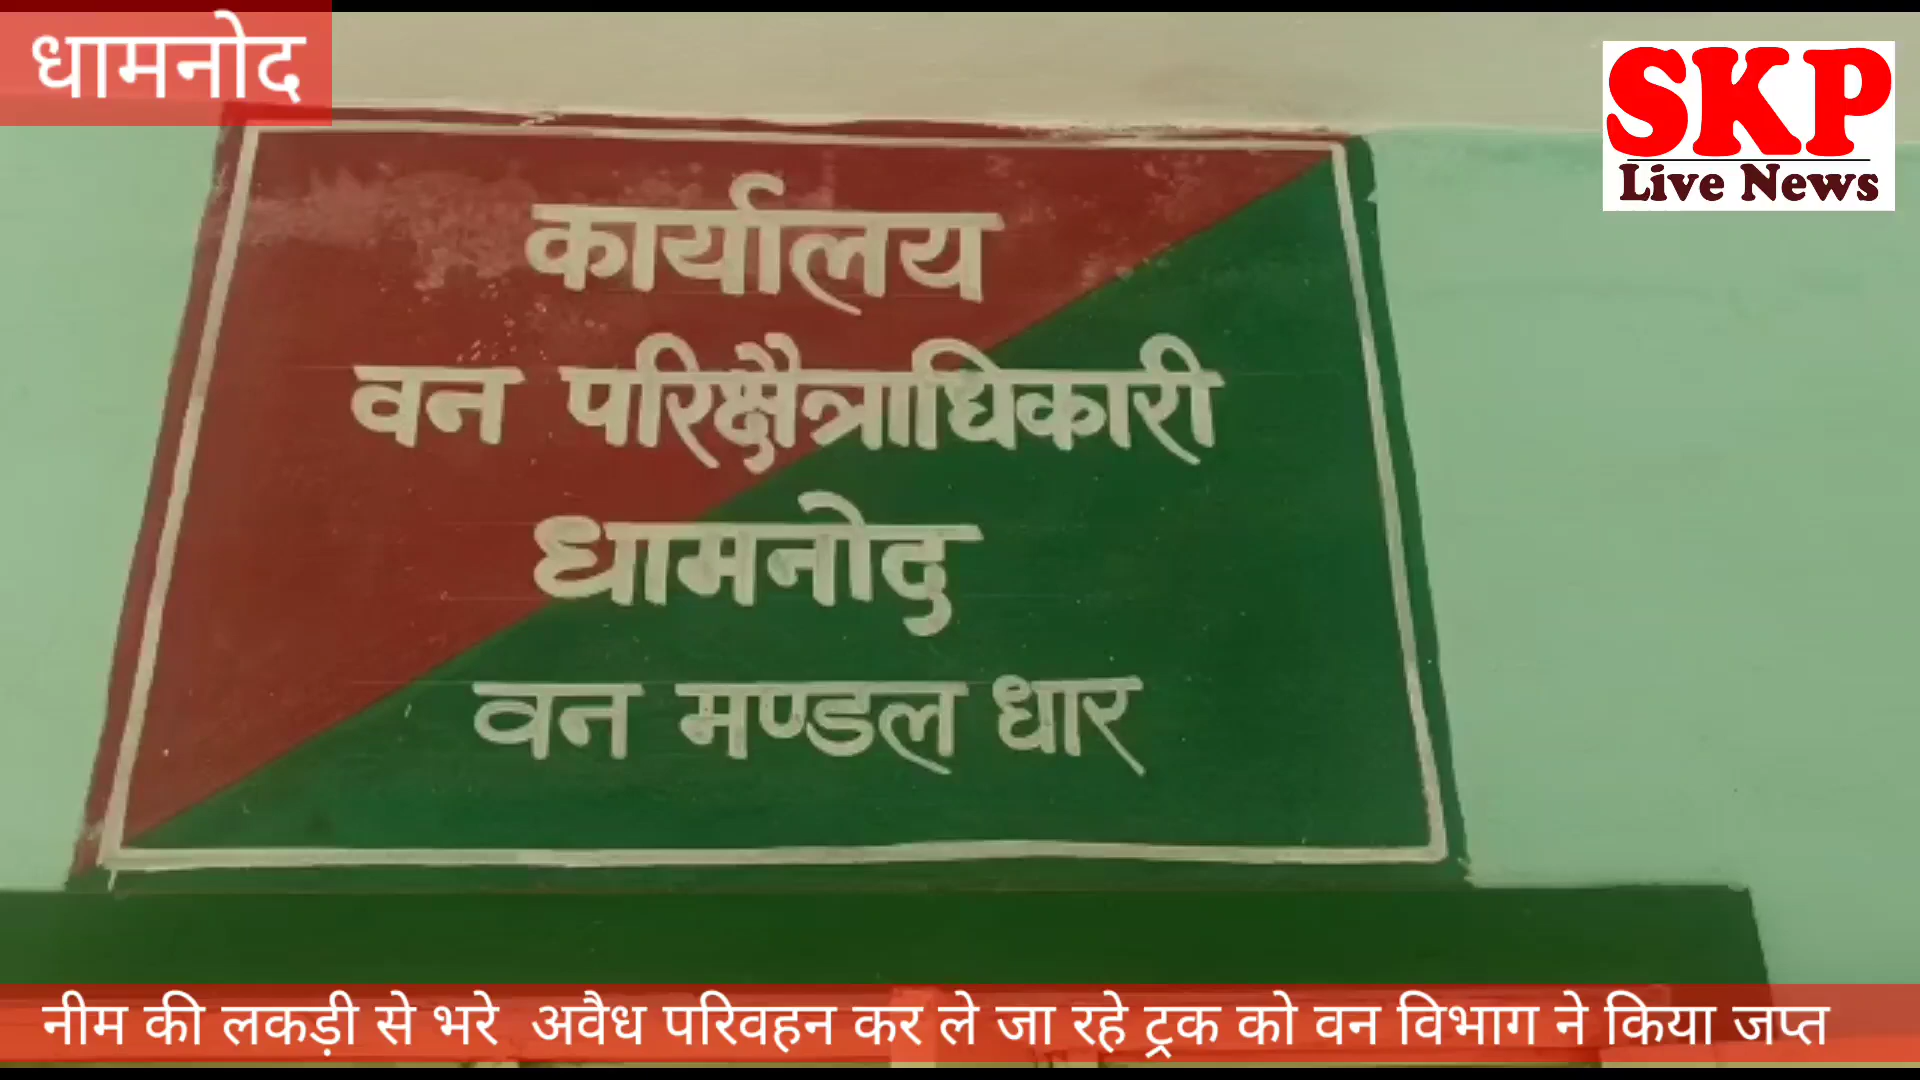 धामनोद
SKP
Live News
कार्यालय
वन परिक्षैत्राधिकारी
धामनोद
वन मण्डल धार
नीम की लकड़ी से भरे अवैध परिवहन कर ले जा रहे ट्रक को वन विभाग ने किया जप्त